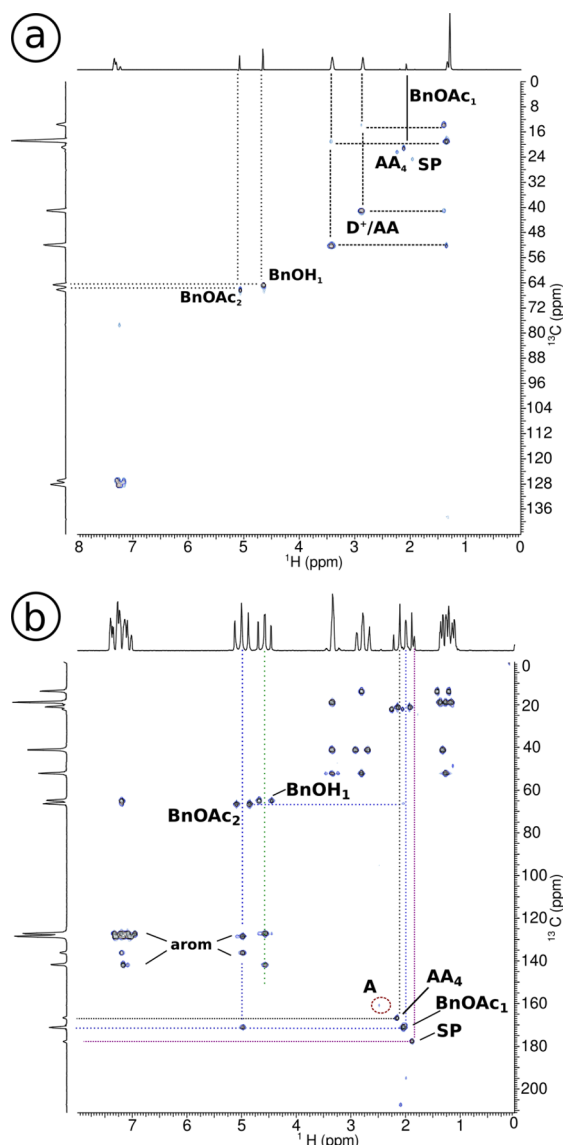 a
0
8
16
24
32
40
48
56
64
72
80
88
96
104
112
120
128
136
13C (ppm)
BnOAc1
AA4 SP
D+/AA
BnOH1
BnOAc2
8 7 6 5 4 3 2 1 0
1H (ppm)
b
0
20
40
60
80
100
120
140
160
180
200
13 C (ppm)
BnOH1
BnOAc2
arom
A
AA4
BnOAc1
SP
7 6 5 4 3 2 1 0
1 H (ppm)